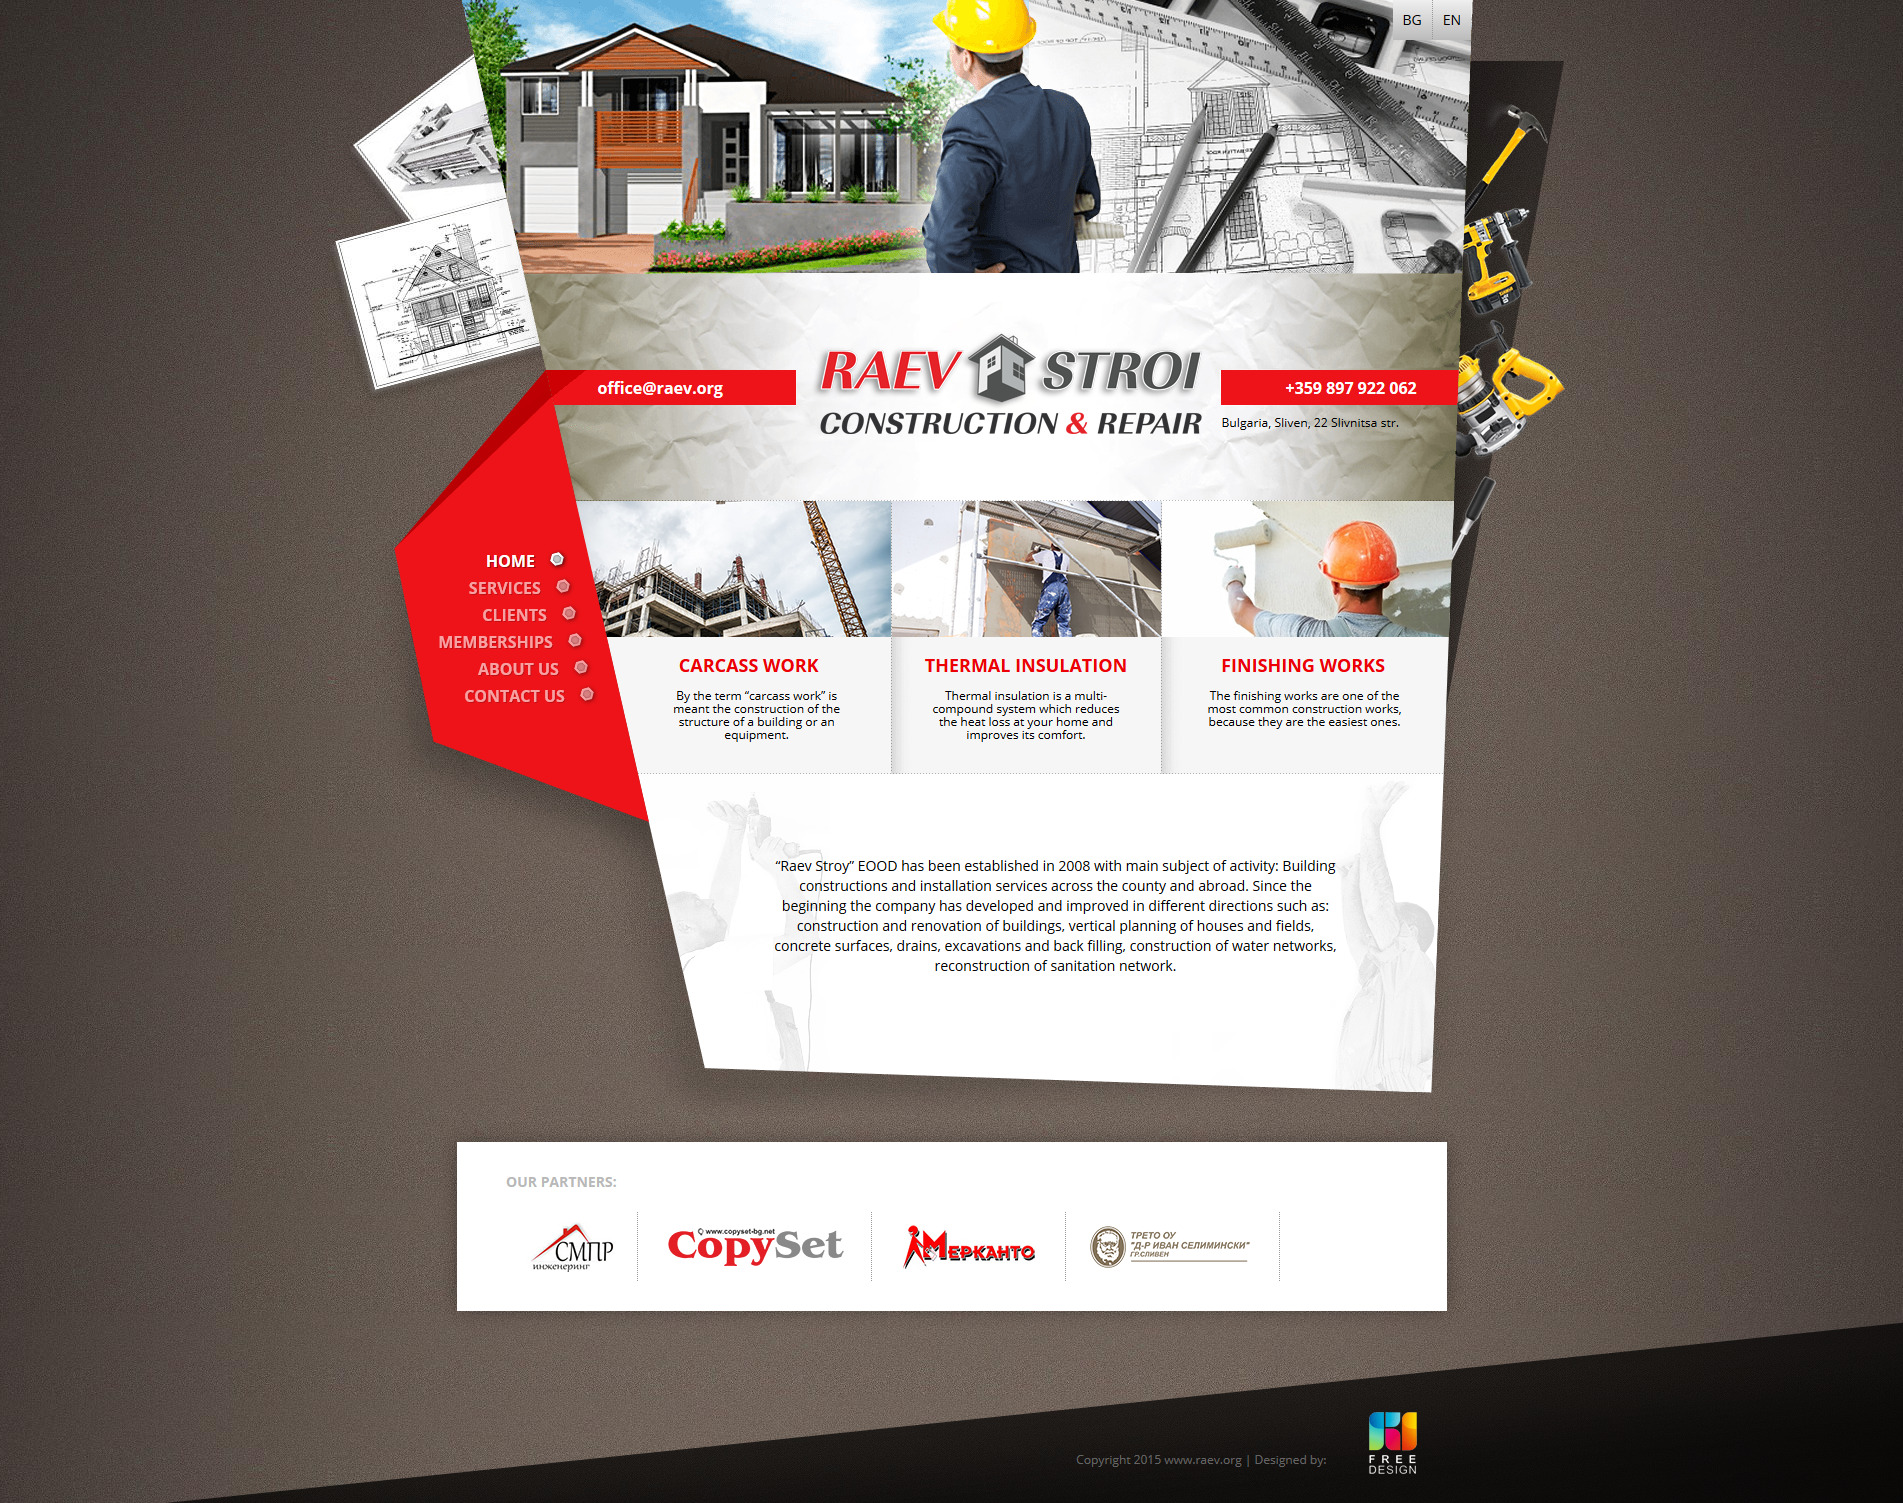 BG EN
office@raev.org
RAEV STROI
CONSTRUCTION & REPAIR
+359 897 922 062
Bulgaria, Sliven, 22 Slivnitsa str.
HOME
SERVICES
CLIENTS
MEMBERSHIPS
ABOUT US
CONTACT US
CARCASS WORK
By the term “carcass work” is
meant the construction of the
structure of a building or an
equipment.
THERMAL INSULATION
Thermal insulation is a multi-
compound system which reduces
the heat loss at your home and
improves its comfort.
FINISHING WORKS
The finishing works are one of the
most common construction works,
because they are the easiest ones.
“Raev Stroy” EOOD has been established in 2008 with main subject of activity: Building
constructions and installation services across the county and abroad. Since the
beginning the company has developed and improved in different directions such as:
construction and renovation of buildings, vertical planning of houses and fields,
concrete surfaces, drains, excavations and back filling, construction of water networks,
reconstruction of sanitation network.
OUR PARTNERS:
СМПР
инженеринг
www.copyset-bg.net
CopySet
МЕРКАНТО
ТРЕТО ОУ
"Д-Р ИВАН СЕЛИМИНСКИ"
ГР.СЛИВЕН
Copyright 2015 www.raev.org | Designed by:
FREE
DESIGN